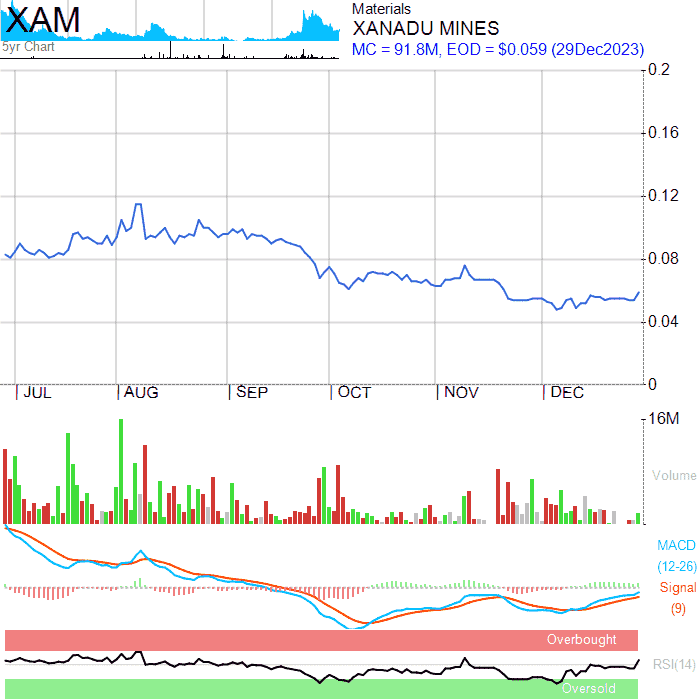 XAM
5yr Chart
Materials
XANADU MINES
MC = 91.8M, EOD = $0.059 (29Dec2023)
0.2
0.16
0.12
0.08
0.04
0
JUL AUG SEP OCT NOV DEC
16M
Volume
MACD
(12-26)
Signal
(9)
Overbought
RSI(14)
Oversold